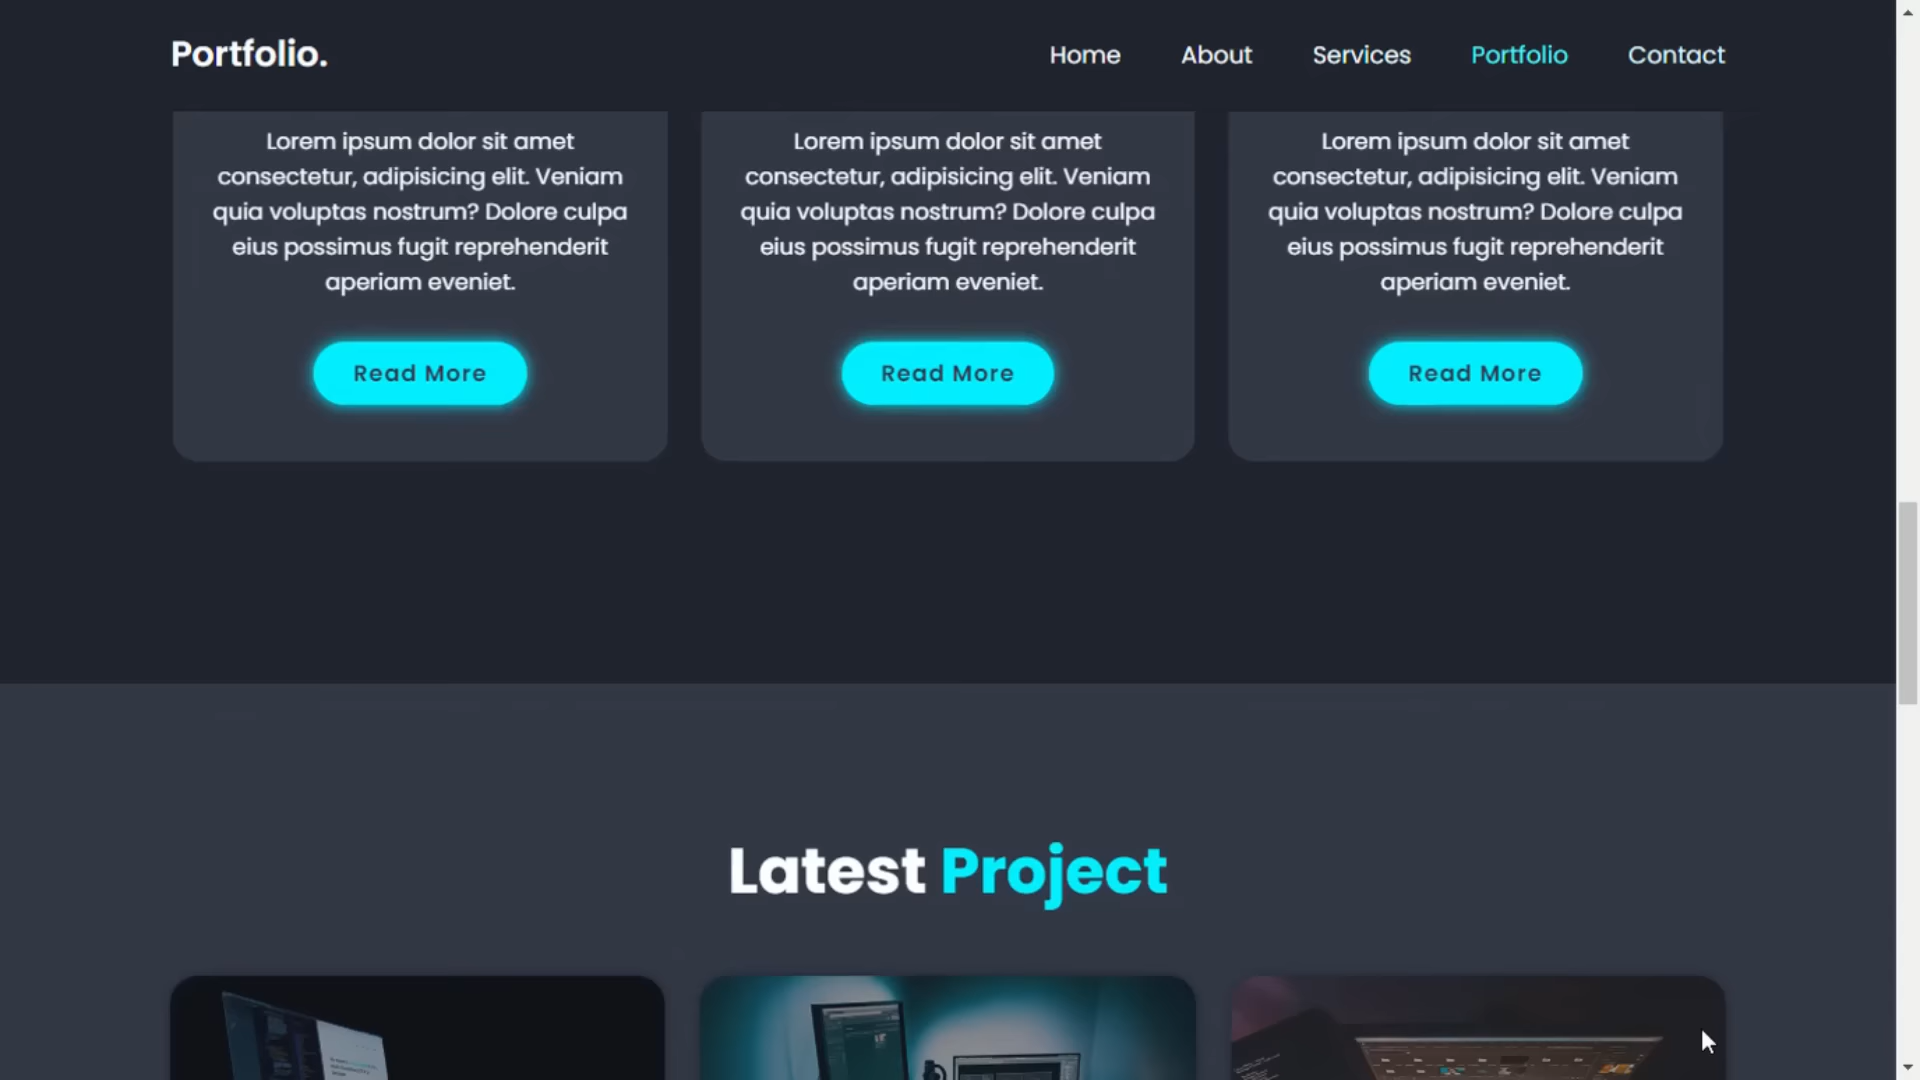 Portfolio.
Home About Services Portfolio Contact
Lorem ipsum dolor sit amet
consectetur, adipisicing elit. Veniam
quia voluptas nostrum? Dolore culpa
eius possimus fugit reprehenderit
aperiam eveniet.
Read More
Lorem ipsum dolor sit amet
consectetur, adipisicing elit. Veniam
quia voluptas nostrum? Dolore culpa
eius possimus fugit reprehenderit
aperiam eveniet.
Read More
Lorem ipsum dolor sit amet
consectetur, adipisicing elit. Veniam
quia voluptas nostrum? Dolore culpa
eius possimus fugit reprehenderit
aperiam eveniet.
Read More
Latest Project